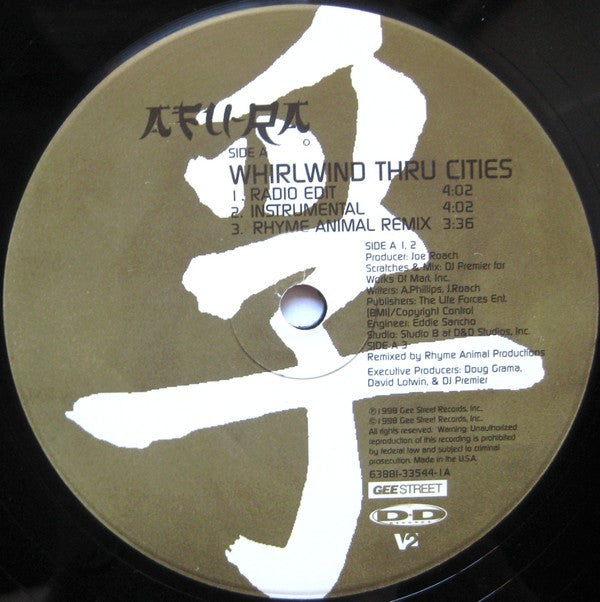 AFU-RA
SIDE A
WHIRLWIND THRU CITIES
1. RADIO EDIT 4:02
2. INSTRUMENTAL 4:02
3. RHYME ANIMAL REMIX 3:36
SIDE A 1, 2
Producer: Joe Roach
Scratches & Mix: DJ Premier for
Works Of Mart, Inc.
Writers: A.Phillips, J.Roach
Publishers: The Life Forces Ent.
(BMI)/Copyright Control
Engineer: Eddie Sancho
Studio: Studio B at D&D Studios, Inc.
SIDE A 3
Remixed by Rhyme Animal Productions
Executive Producers: Doug Grama,
David Lotwin, & DJ Premier
℗1998 Gee Street Records, Inc.
©1998 Gee Street Records, Inc.
All rights reserved. Warning: Unauthorized
reproduction of this recording is prohibited
by federal law and subject to criminal
prosecution. Made in the U.S.A.
63881-33544-1A
GEE STREET
D&D
RECORDS
V2